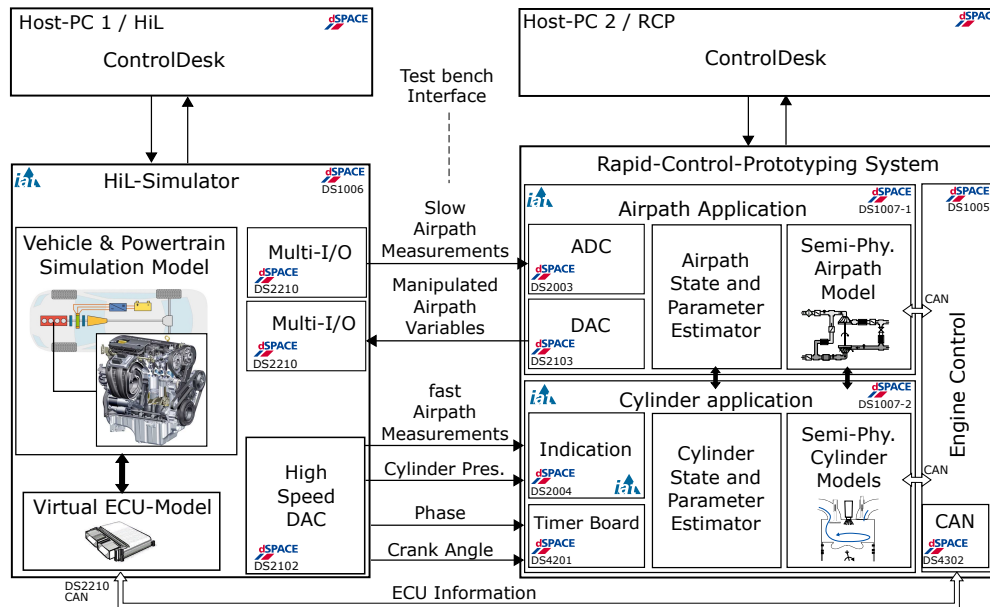 Host-PC 1 / HiL
dSPACE
ControlDesk
Host-PC 2 / RCP
dSPACE
ControlDesk
Test bench
Interface
iat
HiL-Simulator
dSPACE
DS1006
Vehicle & Powertrain
Simulation Model
Virtual ECU-Model
Multi-I/O
dSPACE
DS2210
Multi-I/O
dSPACE
DS2210
High
Speed
DAC
dSPACE
DS2102
Slow
Airpath
Measurements
Manipulated
Airpath
Variables
fast
Airpath
Measurements
Cylinder Pres.
Phase
Crank Angle
Rapid-Control-Prototyping System
iat
Airpath Application
dSPACE
DS1007-1
ADC
dSPACE
DS2003
DAC
dSPACE
DS2103
Airpath
State and
Parameter
Estimator
Semi-Phy.
Airpath
Model
CAN
iat
Cylinder application
dSPACE
DS1007-2
Indication
dSPACE
DS2004
iat
Timer Board
dSPACE
DS4201
Cylinder
State and
Parameter
Estimator
Semi-Phy.
Cylinder
Models
CAN
dSPACE
DS1005
Engine Control
CAN
dSPACE
DS4302
DS2210
CAN
ECU Information